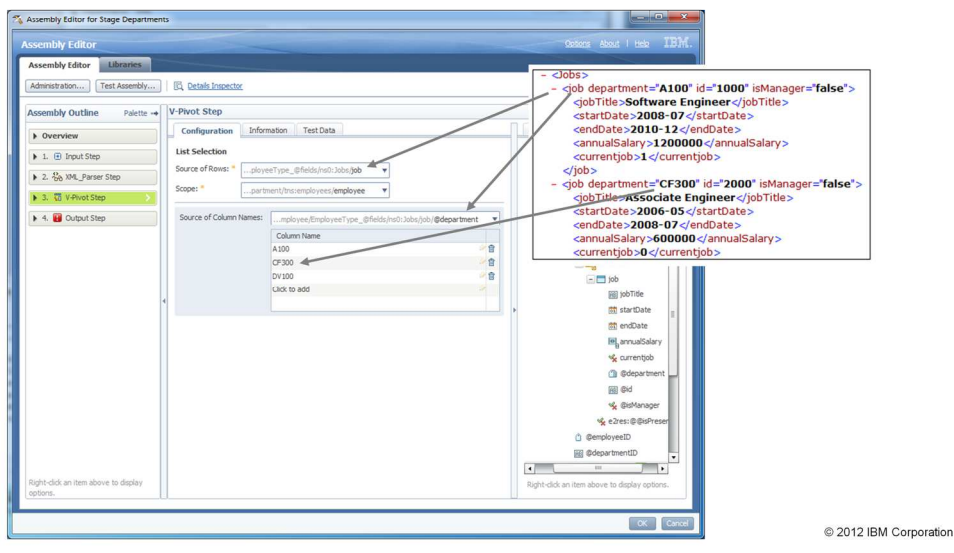 Assembly Editor for Stage Departments
Assembly Editor
Options About | Help IBM.
Assembly Editor Libraries
Administration... Test Assembly... Details Inspector
Assembly Outline Palette
Overview
1. Input Step
2. XML_Parser Step
3. V-Pivot Step
4. Output Step
Right-click an item above to display
options.
V-Pivot Step
Configuration Information Test Data
List Selection
Source of Rows: * ...ployeeType_@fields/ns0:Jobs/job
Scope: * ...partment/tns:employees/employee
Source of Column Names: ...mployee/EmployeeType_@fields/ns0:Jobs/job/@department
Column Name
A100
CF300
DV100
Click to add
- <Jobs>
- <job department="A100" id="1000" isManager="false">
<jobTitle>Software Engineer</jobTitle>
<startDate>2008-07</startDate>
<endDate>2010-12</endDate>
<annualSalary>1200000</annualSalary>
<currentjob>1</currentjob>
</job>
- <job department="CF300" id="2000" isManager="false">
<jobTitle>Associate Engineer</jobTitle>
<startDate>2006-05</startDate>
<endDate>2008-07</endDate>
<annualSalary>600000</annualSalary>
<currentjob>0</currentjob>
job
jobTitle
startDate
endDate
annualSalary
currentjob
@department
@id
@isManager
e2res:@@isPreser
@employeeID
@departmentID
Right-click an item above to display options.
OK Cancel
© 2012 IBM Corporation